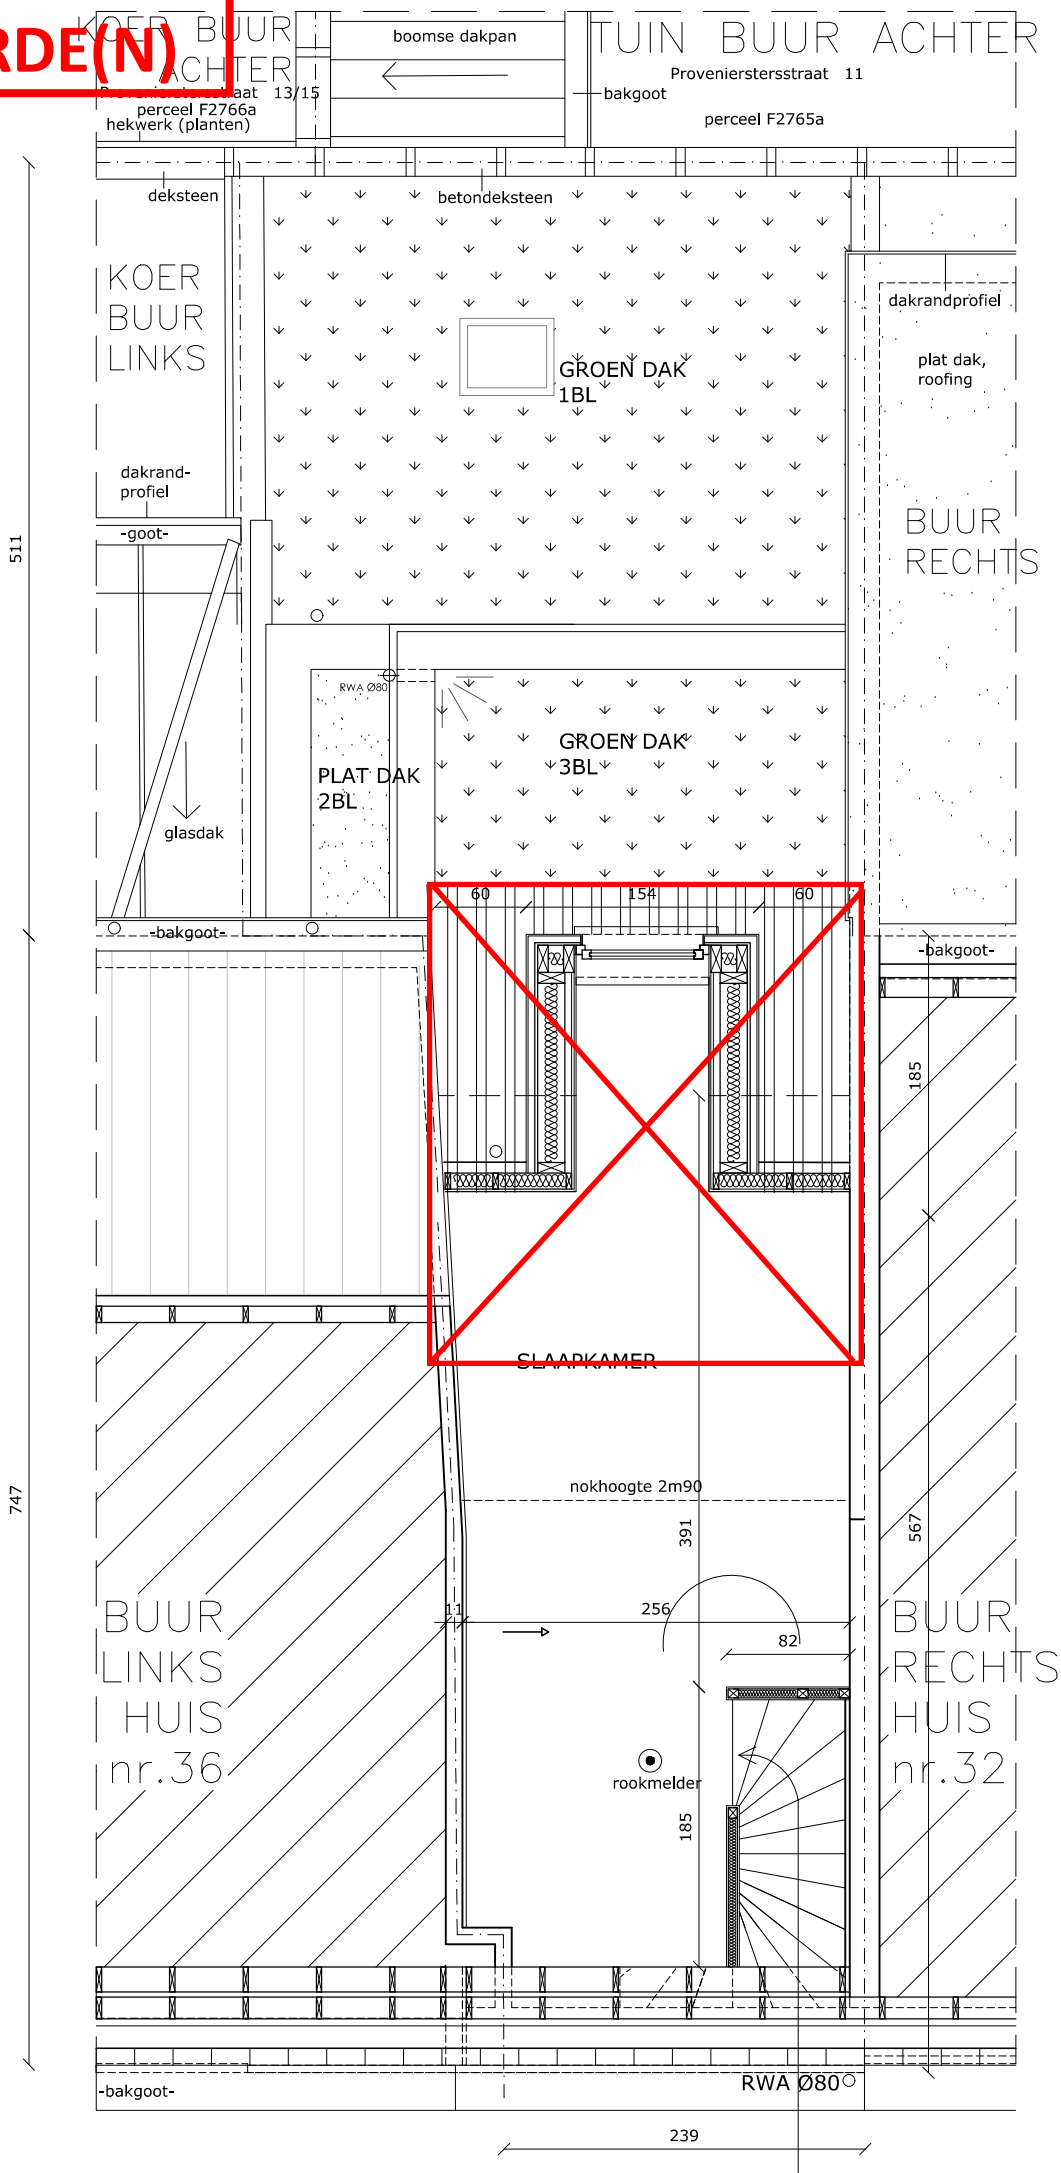 RDE(N)
KOER BUUR
ACHTER
Provenierstersstraat 13/15
perceel F2766a
hekwerk (planten)
boomse dakpan
TUIN BUUR ACHTER
Provenierstersstraat 11
bakgoot
perceel F2765a
deksteen
betondeksteen
KOER
BUUR
LINKS
dakrandprofiel
plat dak,
roofing
GROEN DAK
1BL
dakrand-
profiel
-goot-
BUUR
RECHTS
511
RWA Ø80
GROEN DAK
3BL
PLAT DAK
2BL
glasdak
60
154
60
-bakgoot-
-bakgoot-
185
SLAAPKAMER
nokhoogte 2m90
747
391
567
11
256
82
BUUR
LINKS
HUIS
nr.36
BUUR
RECHTS
HUIS
nr.32
rookmelder
185
-bakgoot-
RWA Ø80
239